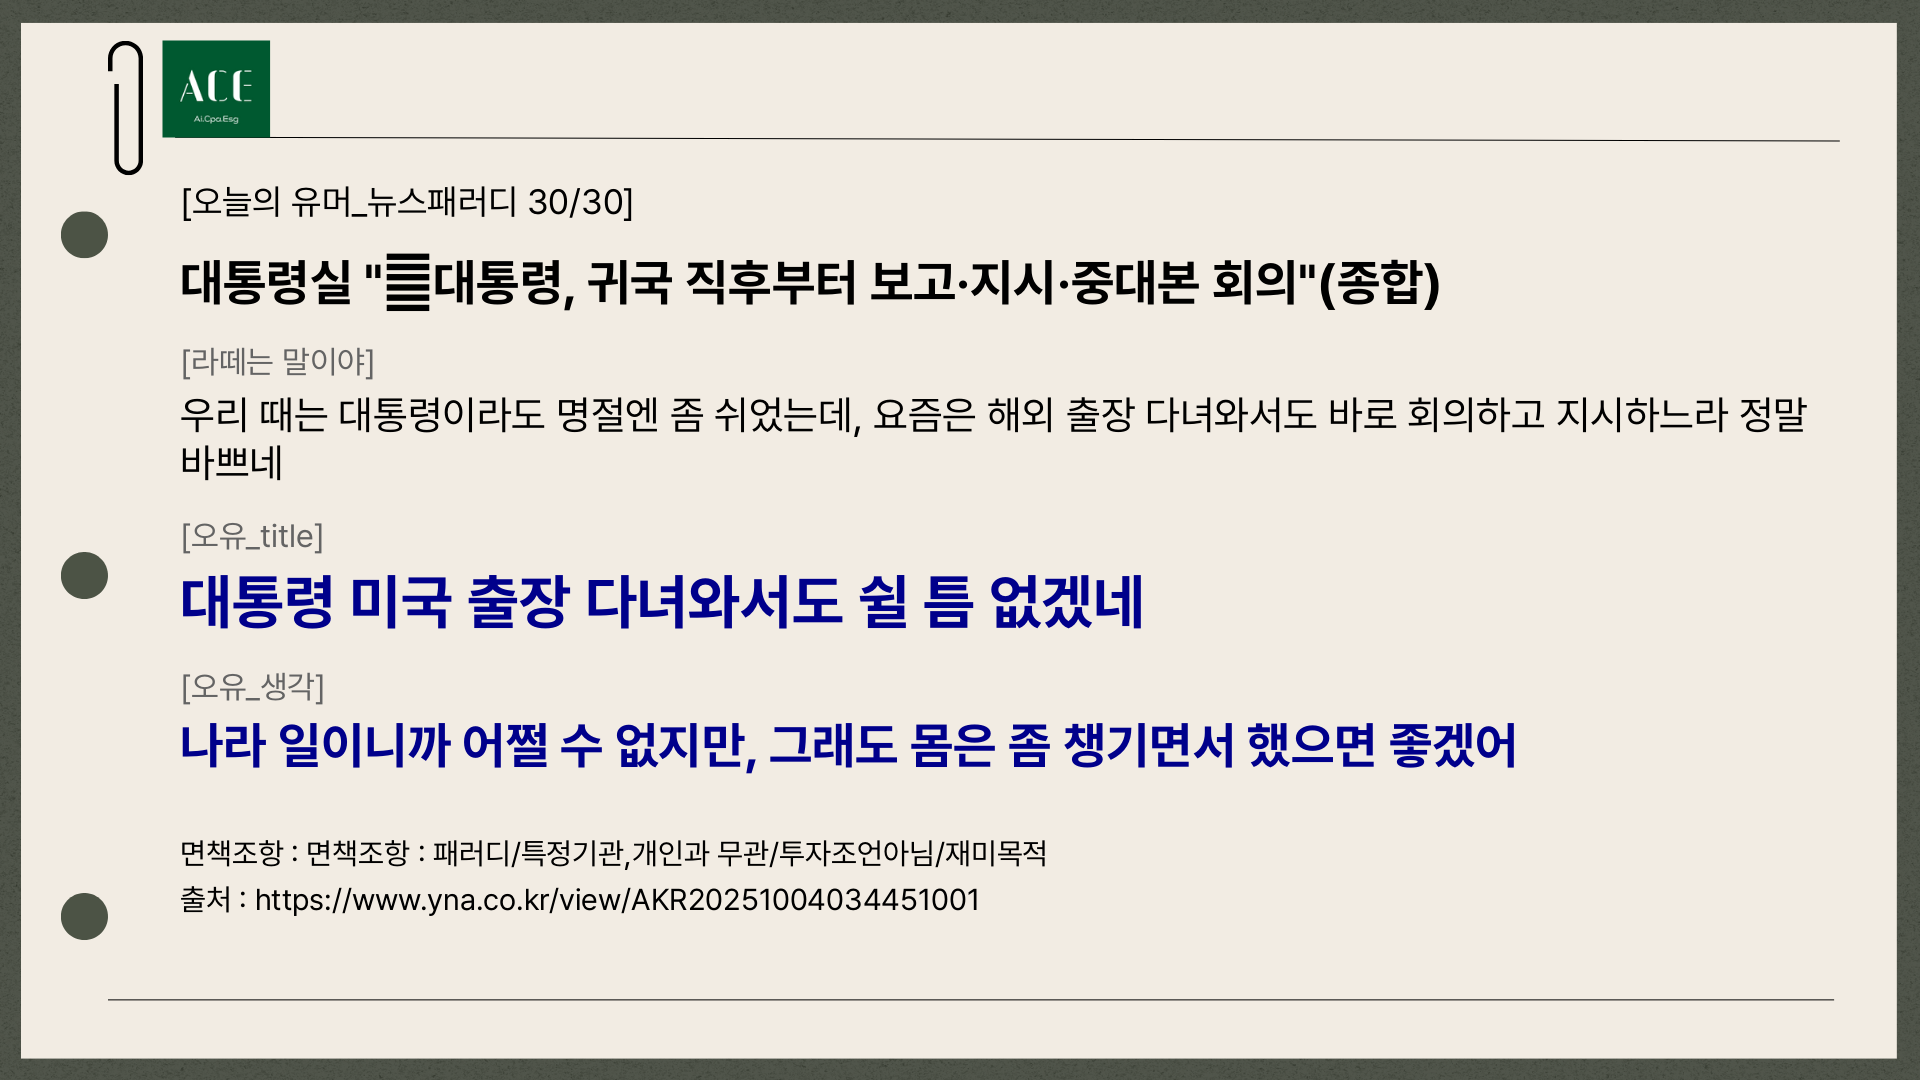 ACE
Ai.Cpa.Esg
[오늘의 유머_뉴스패러디 30/30]
대통령실 "대통령, 귀국 직후부터 보고·지시·중대본 회의"(종합)
[라떼는 말이야]
우리 때는 대통령이라도 명절엔 좀 쉬었는데, 요즘은 해외 출장 다녀와서도 바로 회의하고 지시하느라 정말
바쁘네
[오유_title]
대통령 미국 출장 다녀와서도 쉴 틈 없겠네
[오유_생각]
나라 일이니까 어쩔 수 없지만, 그래도 몸은 좀 챙기면서 했으면 좋겠어
면책조항 : 면책조항 : 패러디/특정기관,개인과 무관/투자조언아님/재미목적
출처 : https://www.yna.co.kr/view/AKR20251004034451001